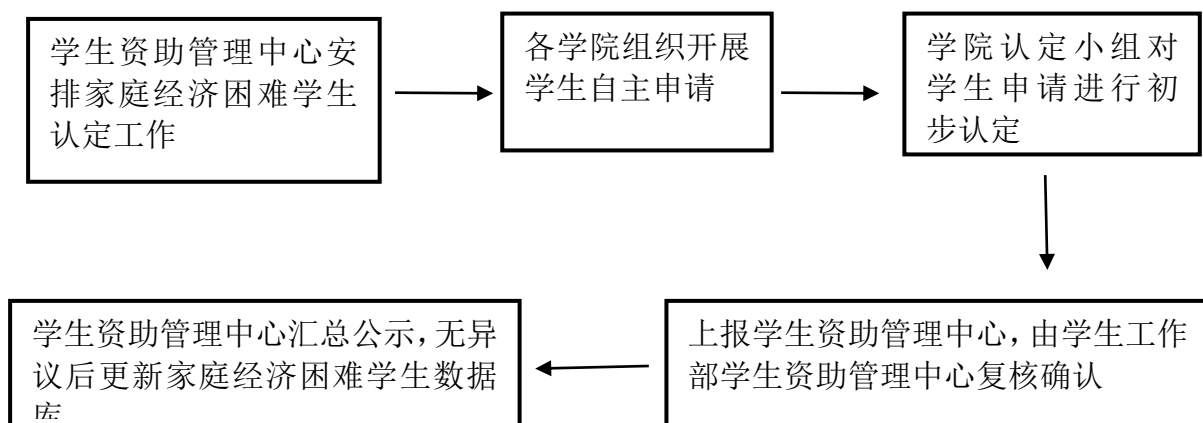 学生资助管理中心安
排家庭经济困难学生
认定工作
各学院组织开展
学生自主申请
学院认定小组对
学生申请进行初
步认定
上报学生资助管理中心，由学生工作
部学生资助管理中心复核确认
学生资助管理中心汇总公示，无异
议后更新家庭经济困难学生数据
库